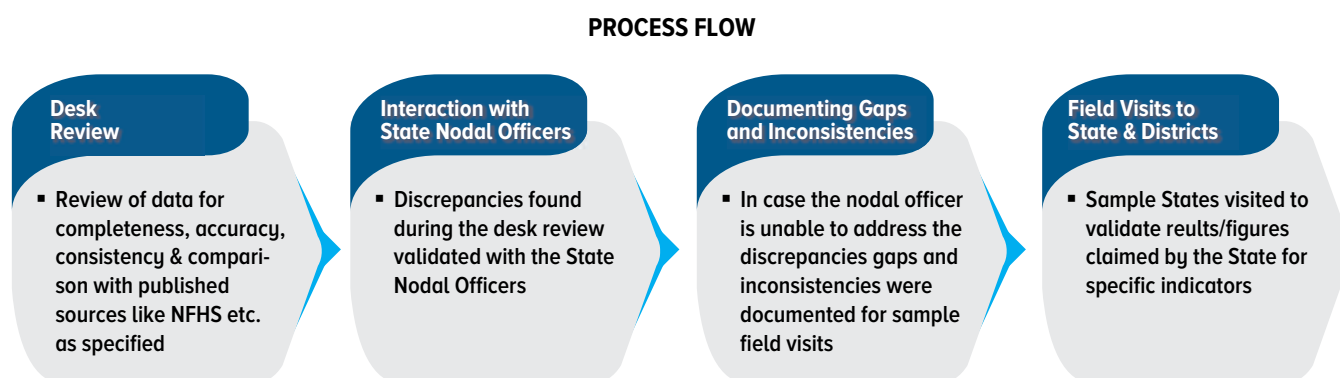 PROCESS FLOW
Desk
Review
▪ Review of data for
completeness, accuracy,
consistency & compari-
son with published
sources like NFHS etc.
as specified
Interaction with
State Nodal Officers
▪ Discrepancies found
during the desk review
validated with the State
Nodal Officers
Documenting Gaps
and Inconsistencies
▪ In case the nodal officer
is unable to address the
discrepancies gaps and
inconsistencies were
documented for sample
field visits
Field Visits to
State & Districts
▪ Sample States visited to
validate reults/figures
claimed by the State for
specific indicators